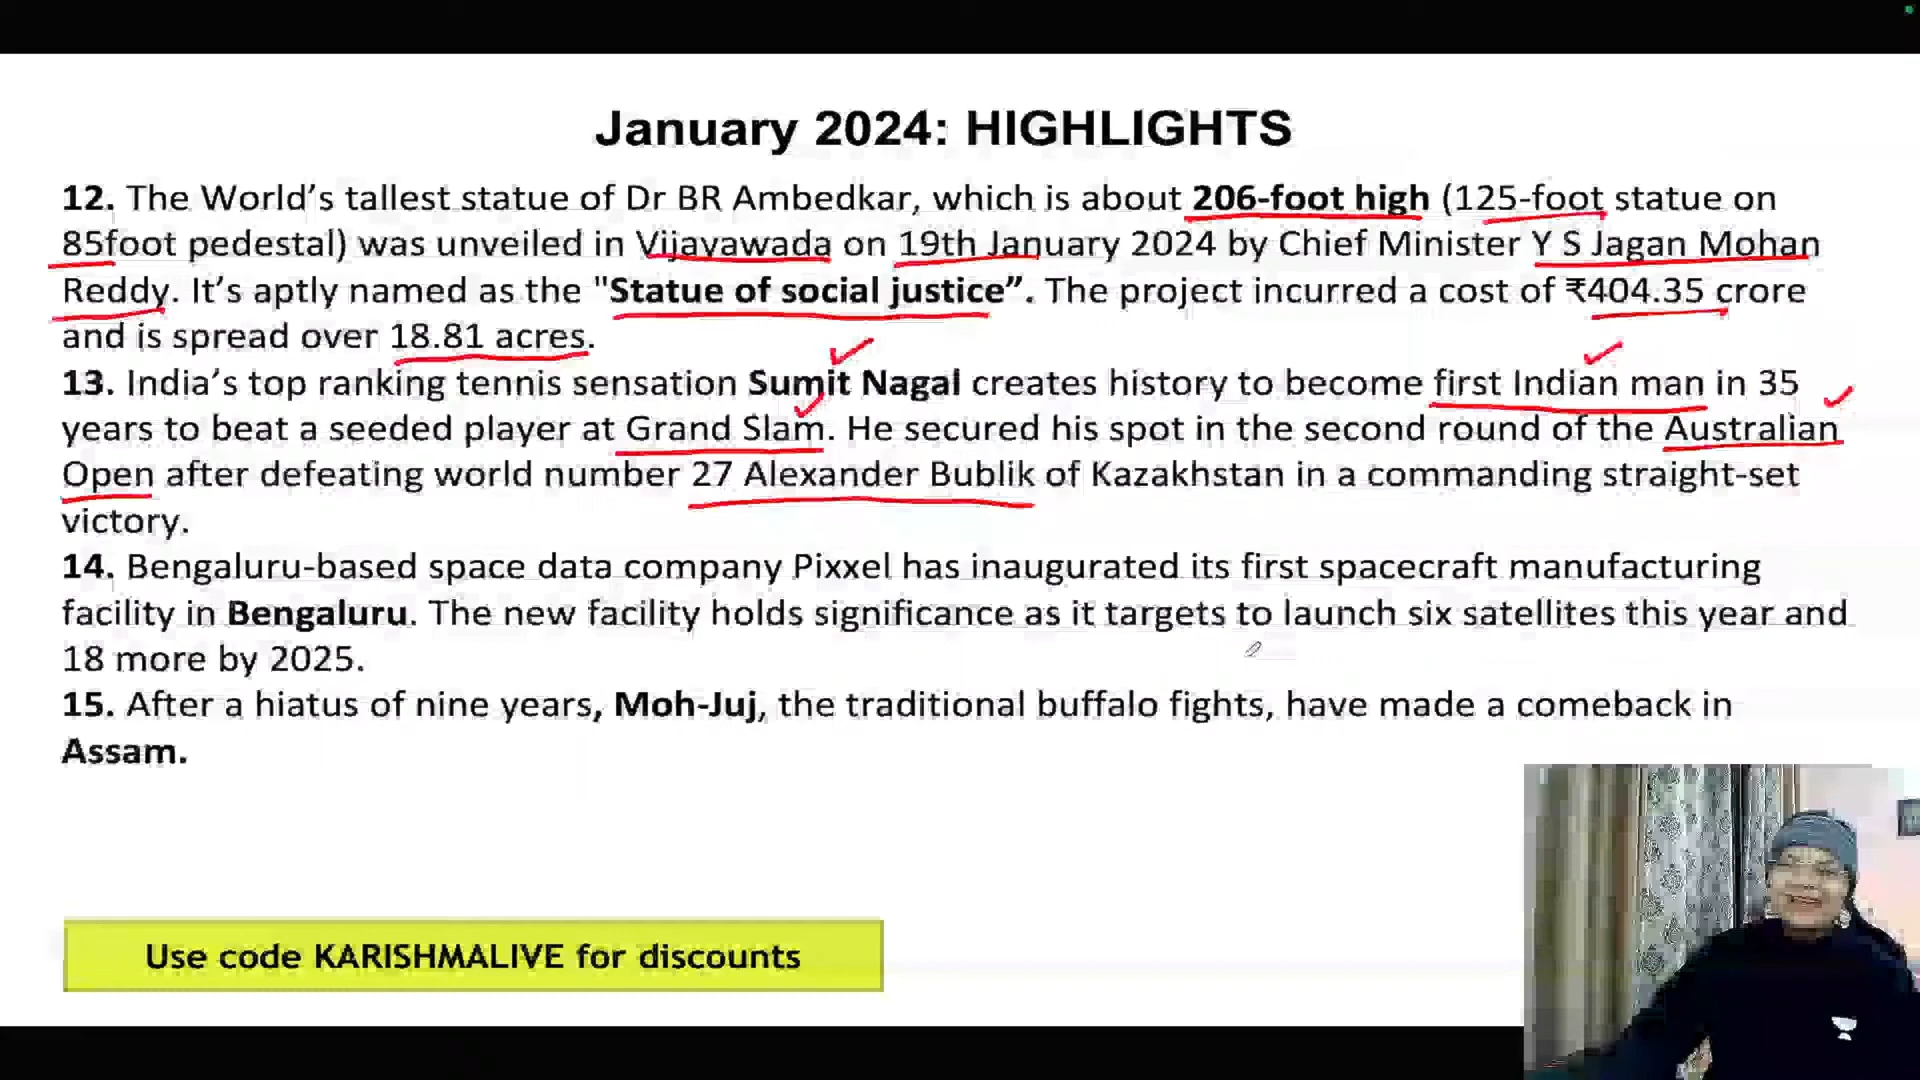 January 2024: HIGHLIGHTS
12. The World’s tallest statue of Dr BR Ambedkar, which is about 206-foot high (125-foot statue on
85foot pedestal) was unveiled in Vijayawada on 19th January 2024 by Chief Minister Y S Jagan Mohan
Reddy. It’s aptly named as the "Statue of social justice”. The project incurred a cost of ₹404.35 crore
and is spread over 18.81 acres.
13. India’s top ranking tennis sensation Sumit Nagal creates history to become first Indian man in 35
years to beat a seeded player at Grand Slam. He secured his spot in the second round of the Australian
Open after defeating world number 27 Alexander Bublik of Kazakhstan in a commanding straight-set
victory.
14. Bengaluru-based space data company Pixxel has inaugurated its first spacecraft manufacturing
facility in Bengaluru. The new facility holds significance as it targets to launch six satellites this year and
18 more by 2025.
15. After a hiatus of nine years, Moh-Juj, the traditional buffalo fights, have made a comeback in
Assam.
Use code KARISHMALIVE for discounts